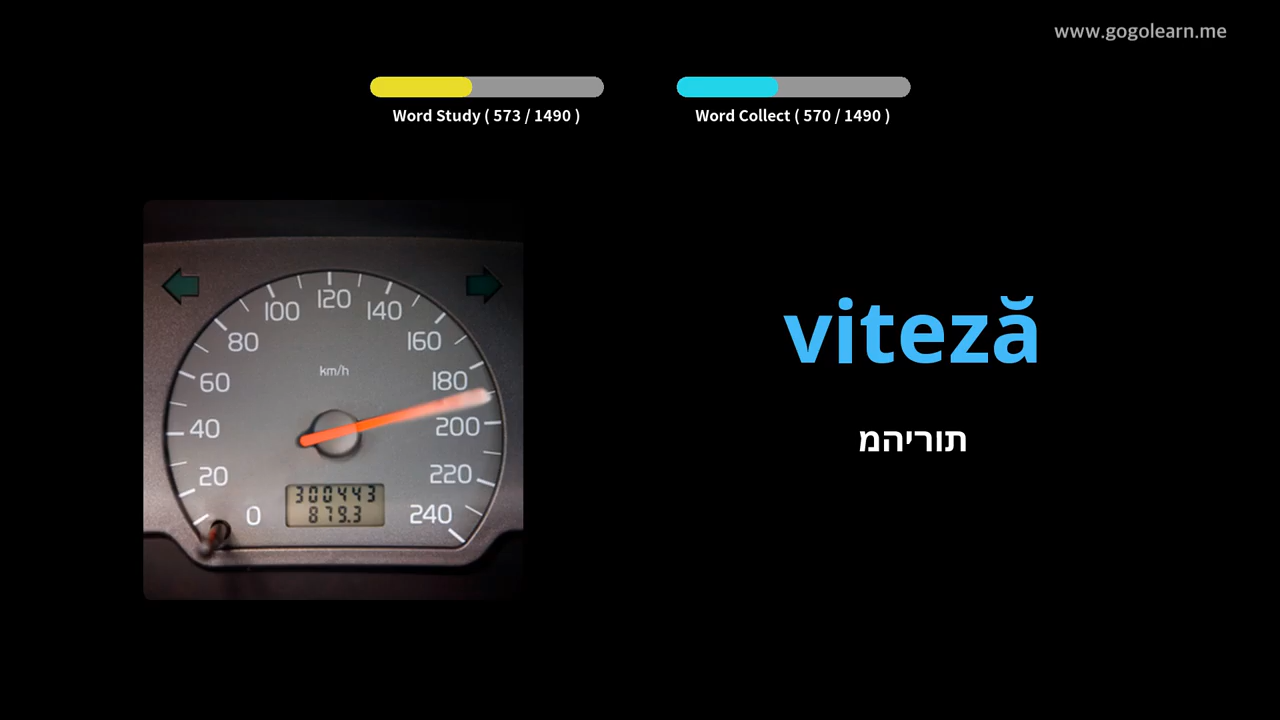 www.gogolearn.me
Word Study ( 573 / 1490 )
Word Collect ( 570 / 1490 )
viteză
תוריהמ
100
120
140
80
160
km/h
60
180
40
200
20
220
300443
0
879.3
240